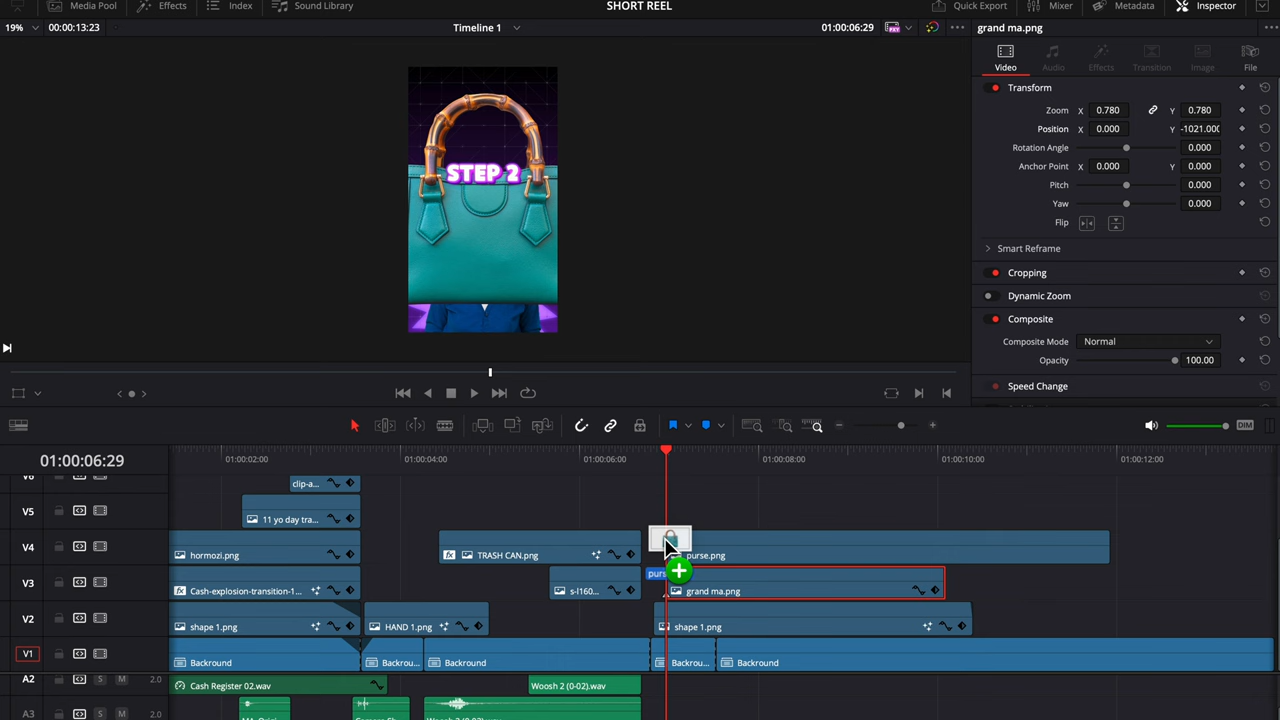 Media Pool Effects Index Sound Library SHORT REEL Quick Export Mixer Metadata Inspector
19% 00:00:13:23 Timeline 1 01:00:06:29 grand ma.png
Video Audio Effects Transition Image File
Transform
Zoom X 0.780 Y 0.780
Position X 0.000 Y -1021.000
Rotation Angle 0.000
Anchor Point X 0.000 Y 0.000
Pitch 0.000
Yaw 0.000
Flip
Smart Reframe
Cropping
Dynamic Zoom
Composite
Composite Mode Normal
Opacity 100.00
Speed Change
STEP 2
DIM
01:00:06:29 01:00:02:00 01:00:04:00 01:00:06:00 01:00:08:00 01:00:10:00 01:00:12:00
V6 clip-a...
V5 11 yo day tra...
V4 hormozi.png fx TRASH CAN.png purse.png
V3 fx Cash-explosion-transition-1... s-l160... grand ma.png
V2 shape 1.png HAND 1.png shape 1.png
V1 Backround Backrou... Backround Backrou... Backround
A2 S M 2.0 Cash Register 02.wav Woosh 2 (0-02).wav
A3 S M 2.0